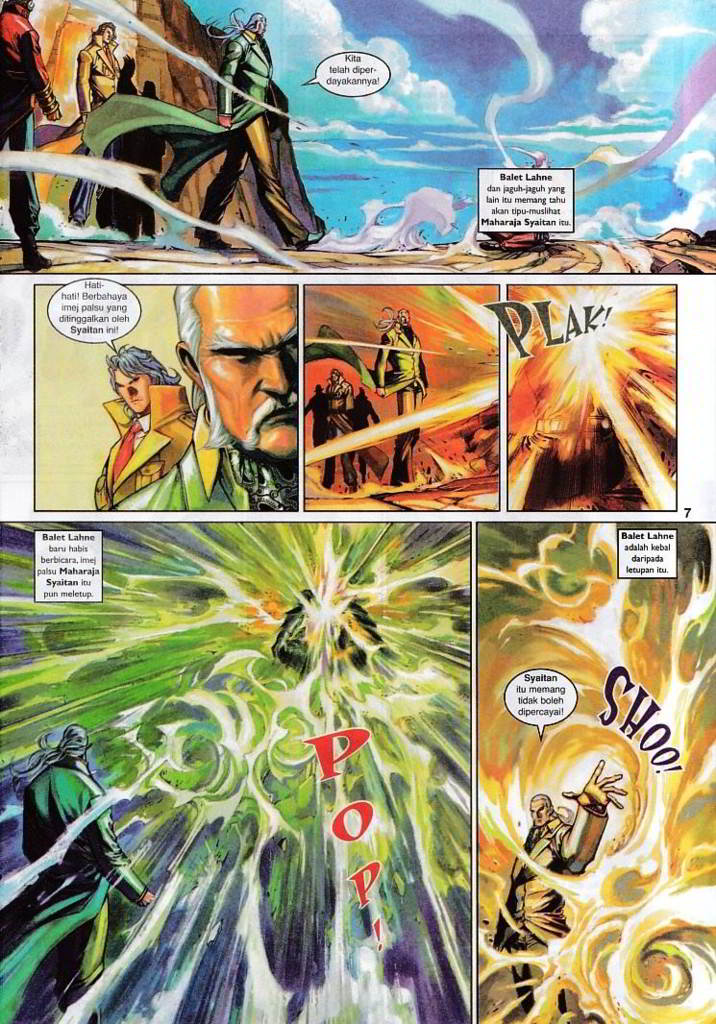 Kita
telah diper-
dayakannya!
Balet Lahne
dan jaguh-jaguh yang
lain itu memang tahu
akan tipu-muslihat
Maharaja Syaitan itu.
Hati-
hati! Berbahaya
imej palsu yang
ditinggalkan oleh
Syaitan ini!
PLAK!
7
Balet Lahne
baru habis
berbicara, imej
palsu Maharaja
Syaitan itu
pun meletup.
POP!
Balet Lahne
adalah kebal
daripada
letupan itu.
Syaitan
itu memang
tidak boleh
dipercayai!
SHOO!